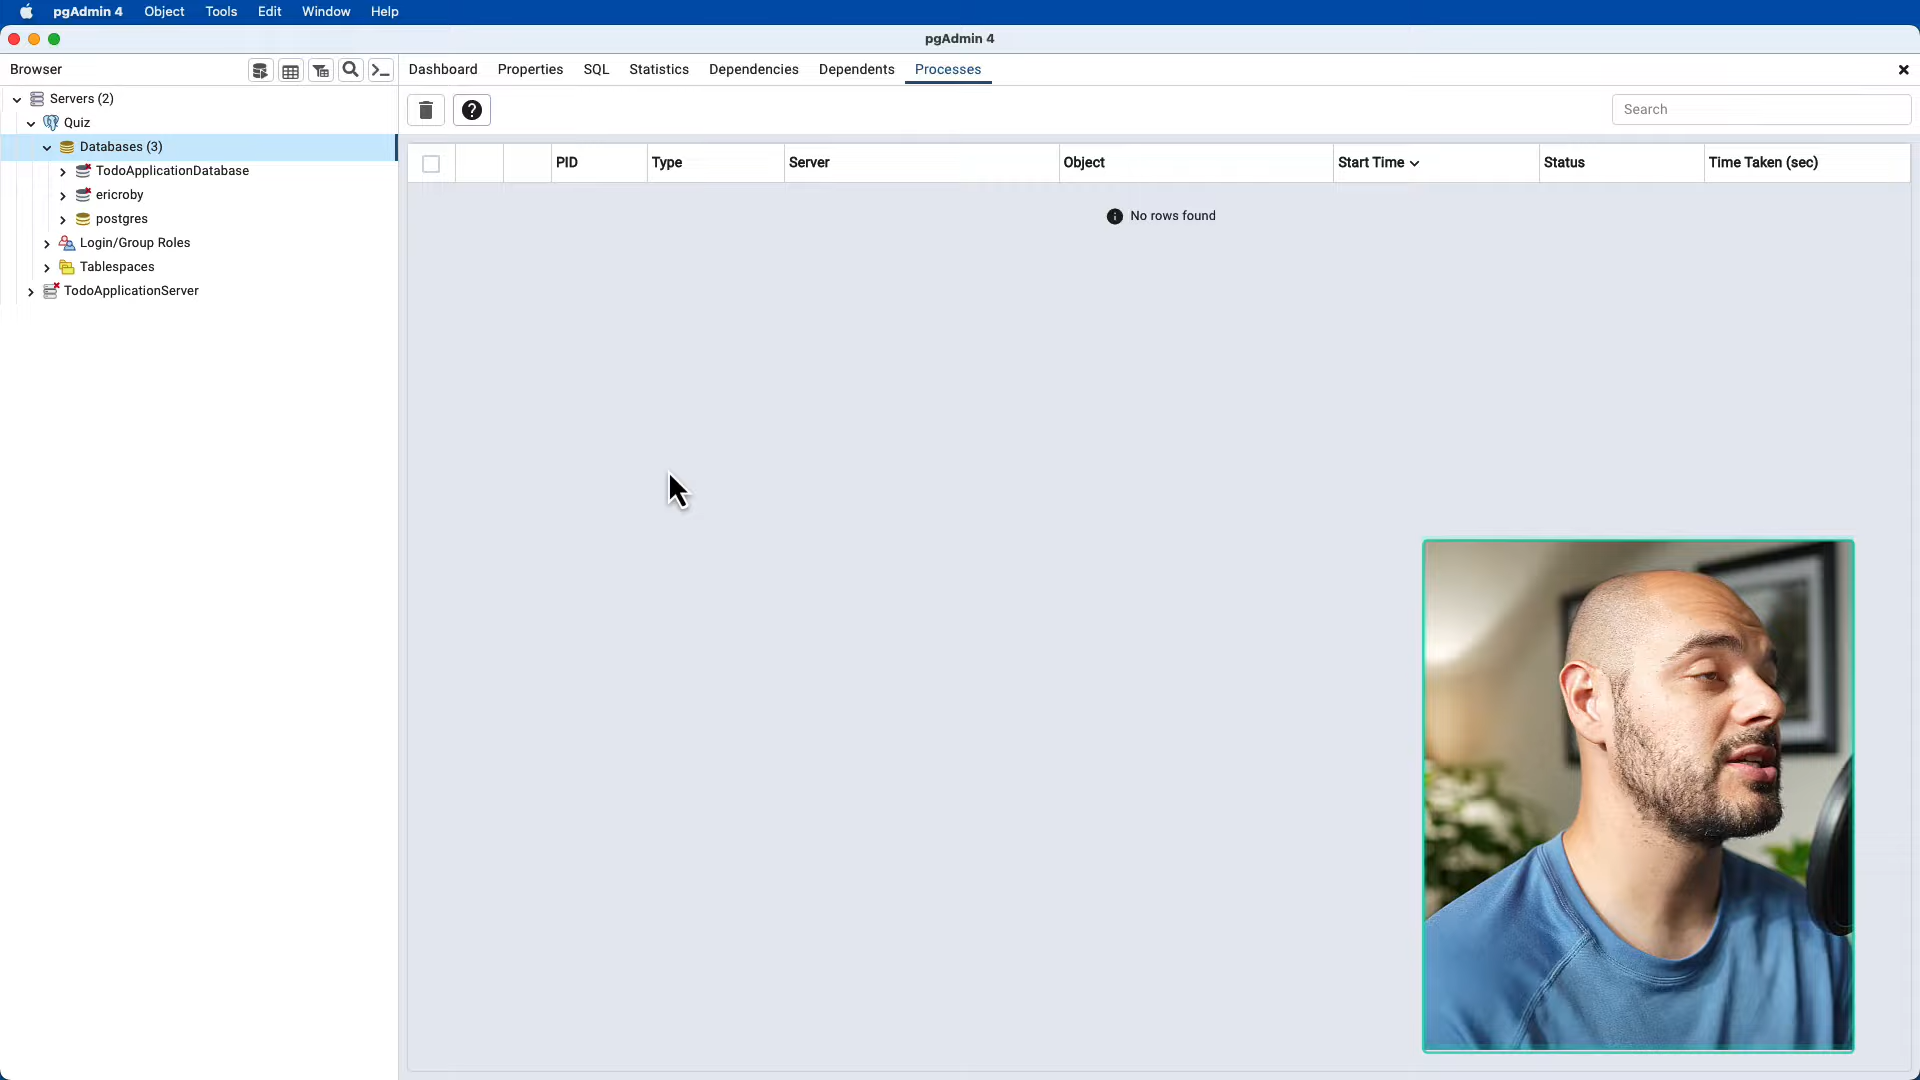 pgAdmin 4 Object Tools Edit Window Help
pgAdmin 4
Browser
Dashboard Properties SQL Statistics Dependencies Dependents Processes
Servers (2)
Quiz
Databases (3)
TodoApplicationDatabase
ericroby
postgres
Login/Group Roles
Tablespaces
TodoApplicationServer
Search
PID Type Server Object Start Time Status Time Taken (sec)
No rows found